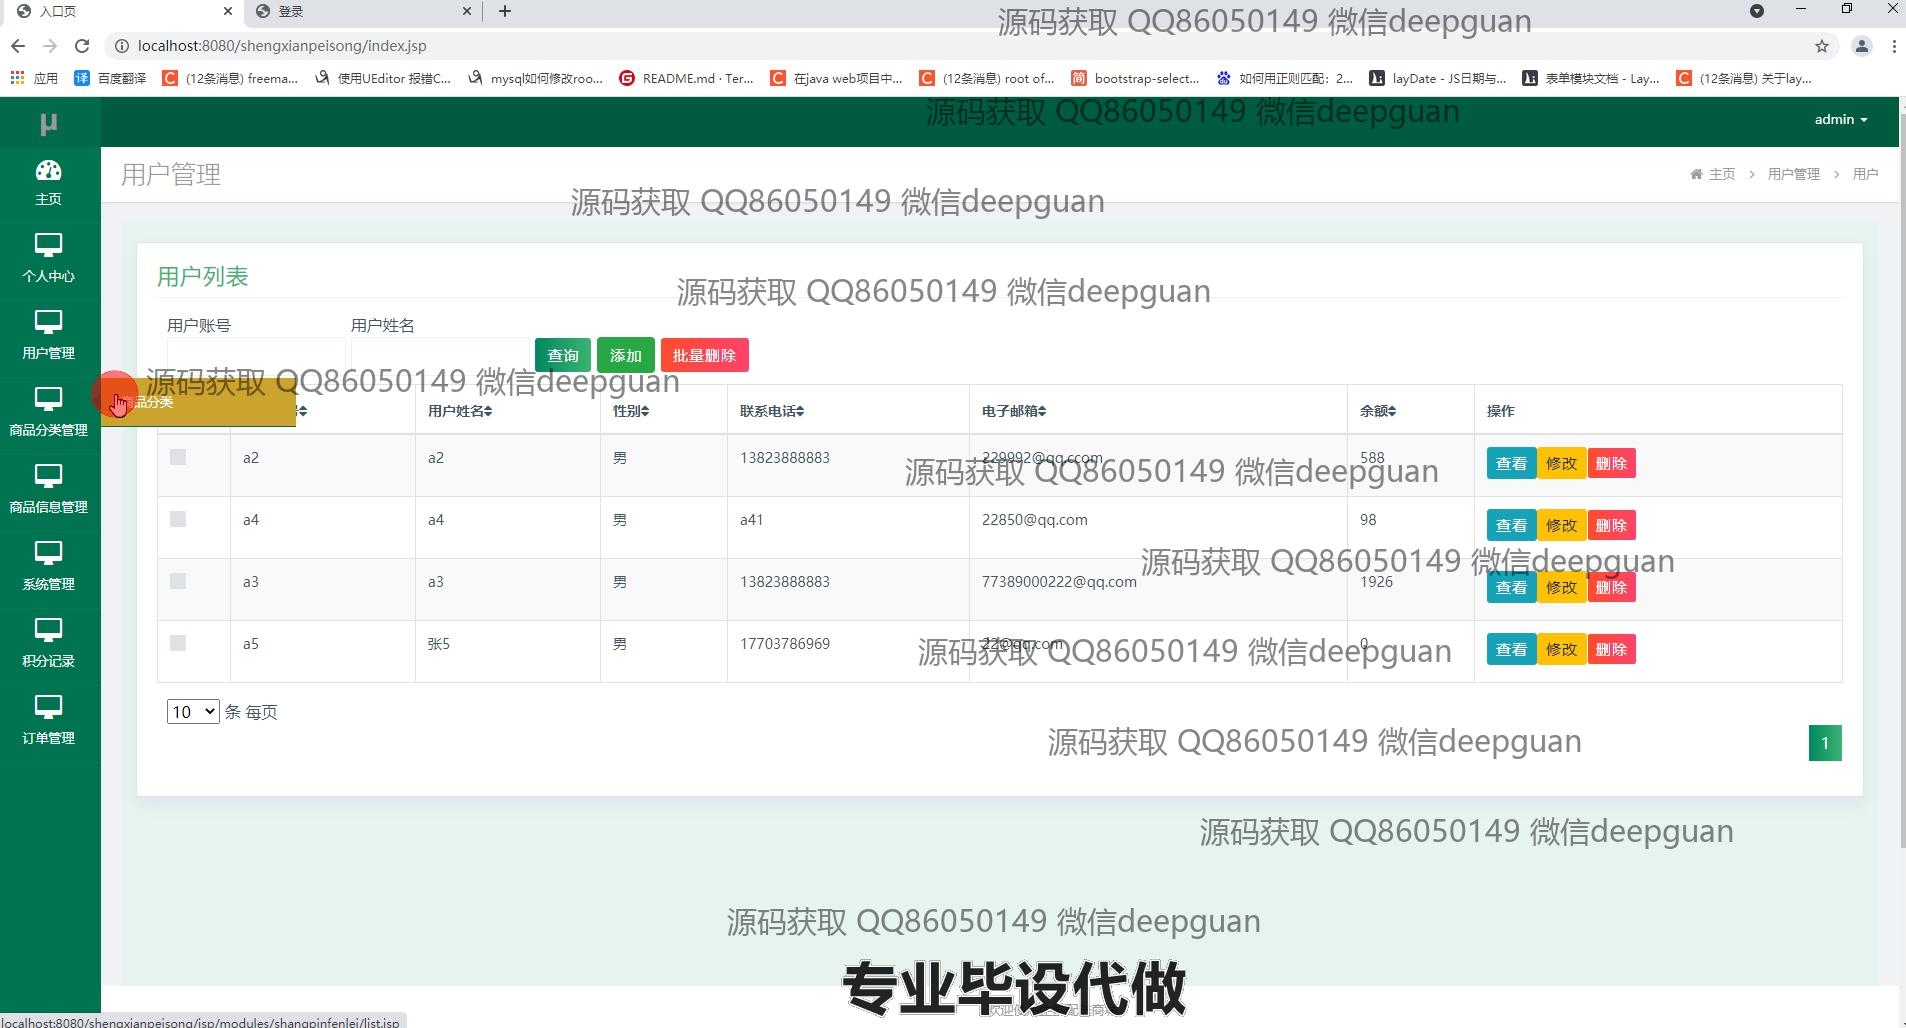 入口页
登录
源码获取 QQ86050149 微信deepguan
localhost:8080/shengxianpeisong/index.jsp
应用 百度翻译 (12条消息) freema... 使用UEditor 报错C... mysql如何修改roo... README.md · Ter... 在java web项目中... (12条消息) root of... bootstrap-select... 如何用正则匹配：2... layDate - JS日期与... 表单模块文档 - Lay... (12条消息) 关于lay...
源码获取 QQ86050149 微信deepguan
μ
admin
主页
个人中心
用户管理
商品分类管理
商品信息管理
系统管理
积分记录
订单管理
用户管理
主页 > 用户管理 > 用户
源码获取 QQ86050149 微信deepguan
用户列表
源码获取 QQ86050149 微信deepguan
用户账号 用户姓名
查询 添加 批量删除
源码获取 QQ86050149 微信deepguan
商品分类
用户姓名 性别 联系电话 电子邮箱 余额 操作
a2 a2 男 13823888883 229992@qq.ccom 588 查看 修改 删除
源码获取 QQ86050149 微信deepguan
a4 a4 男 a41 22850@qq.com 98 查看 修改 删除
源码获取 QQ86050149 微信deepguan
a3 a3 男 13823888883 77389000222@qq.com 1926 查看 修改 删除
a5 张5 男 17703786969 22@qq.com 0 查看 修改 删除
源码获取 QQ86050149 微信deepguan
10 条 每页
源码获取 QQ86050149 微信deepguan
1
源码获取 QQ86050149 微信deepguan
源码获取 QQ86050149 微信deepguan
专业毕设代做
localhost:8080/shengxianpeisong/jsp/modules/shangpinfenlei/list.jsp